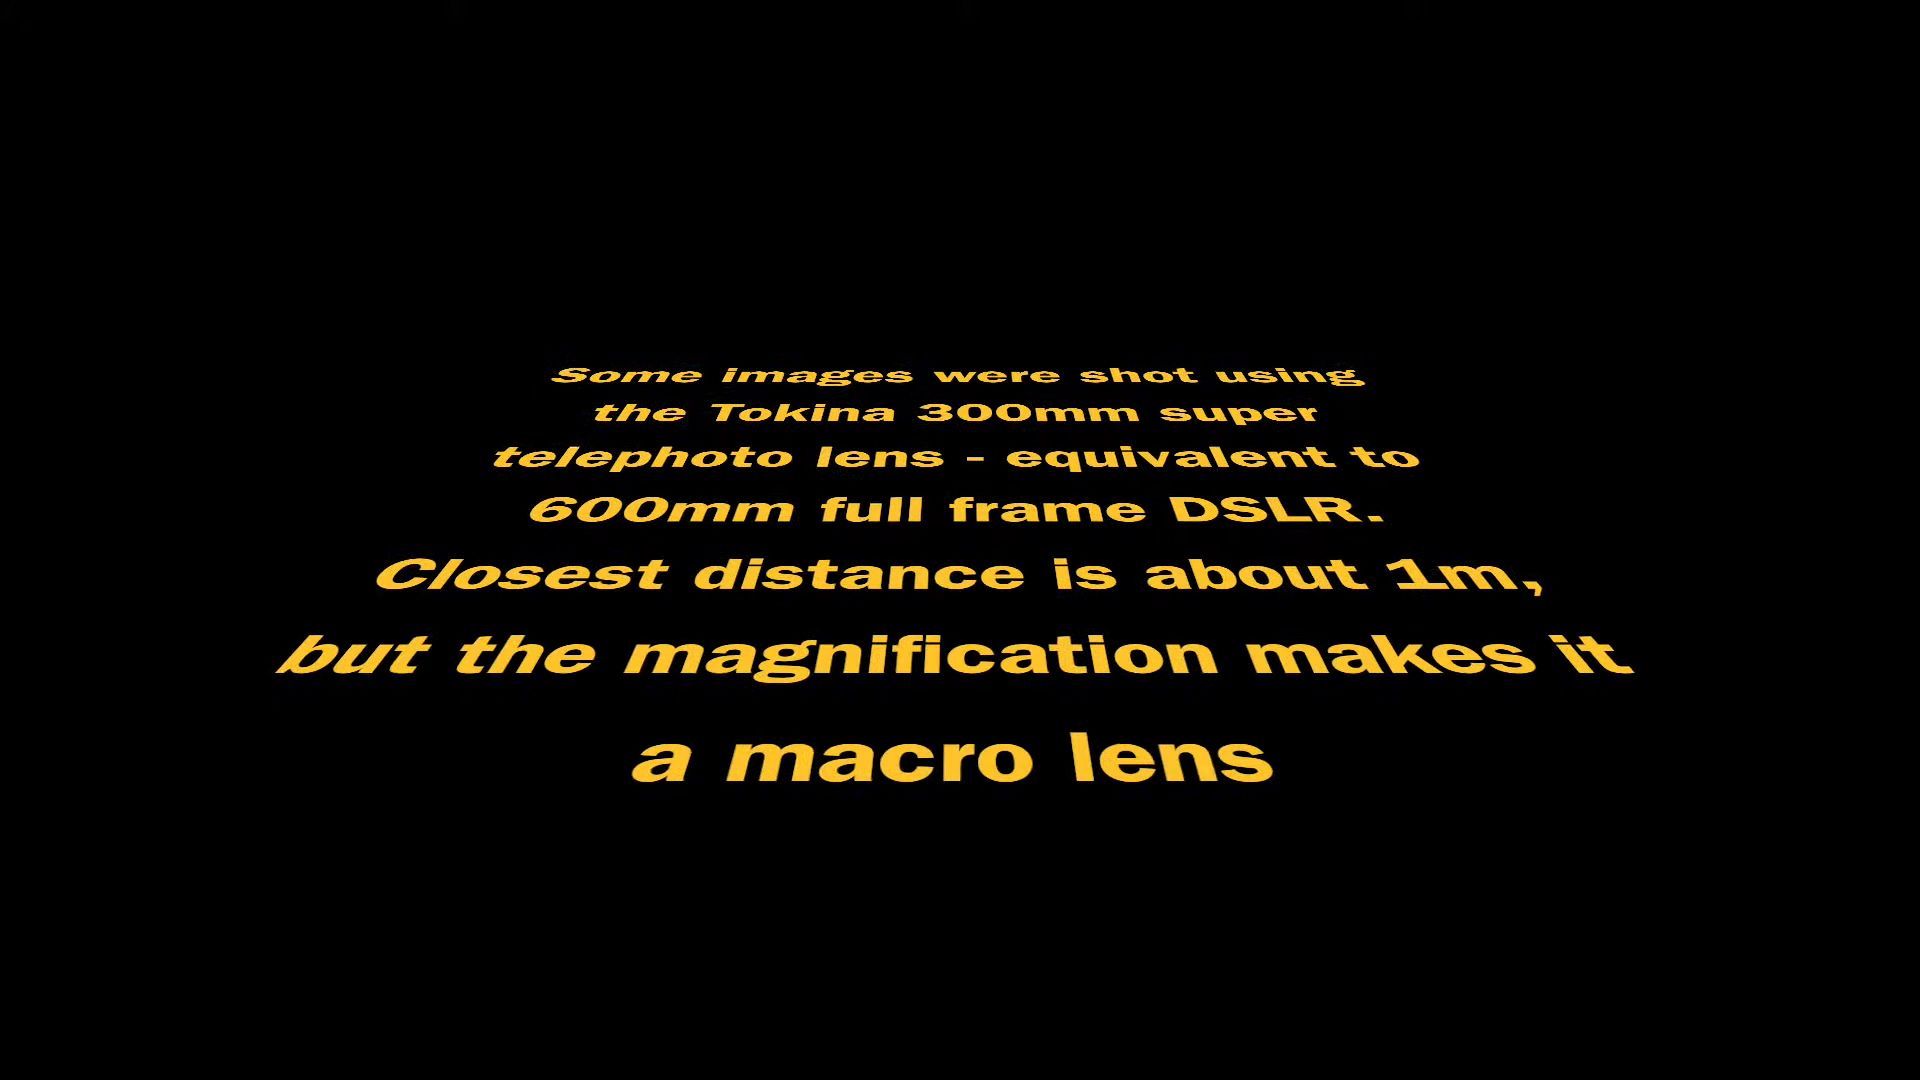 Some images were shot using
the Tokina 300mm super
telephoto lens - equivalent to
600mm full frame DSLR.
Closest distance is about 1m,
but the magnification makes it
a macro lens